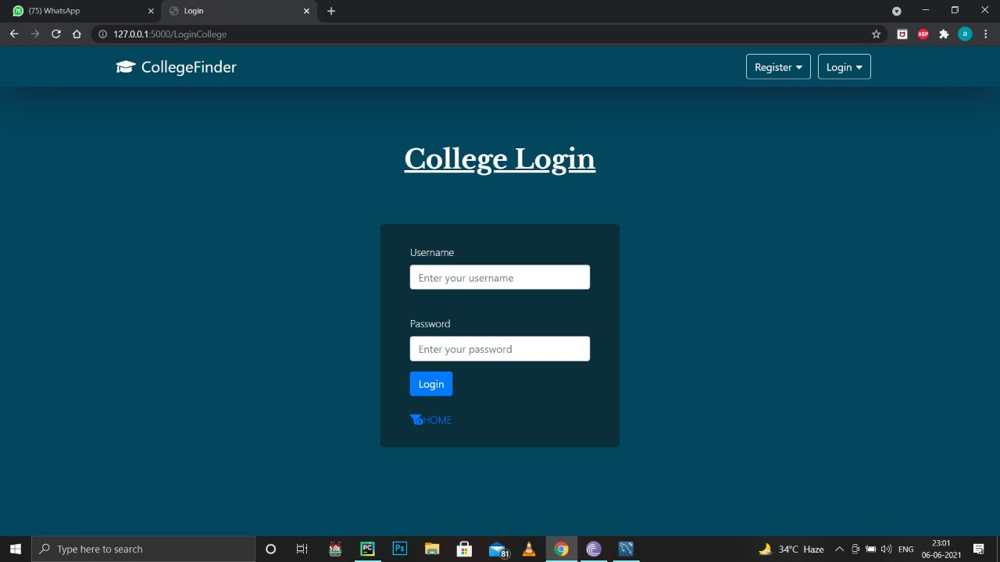 (75) WhatsApp
Login
127.0.0.1:5000/LoginCollege
ABP
a
CollegeFinder
Register
Login
College Login
Username
Enter your username
Password
Enter your password
Login
HOME
Type here to search
PC
Ps
81
34°C Haze
ENG
23:01
06-06-2021